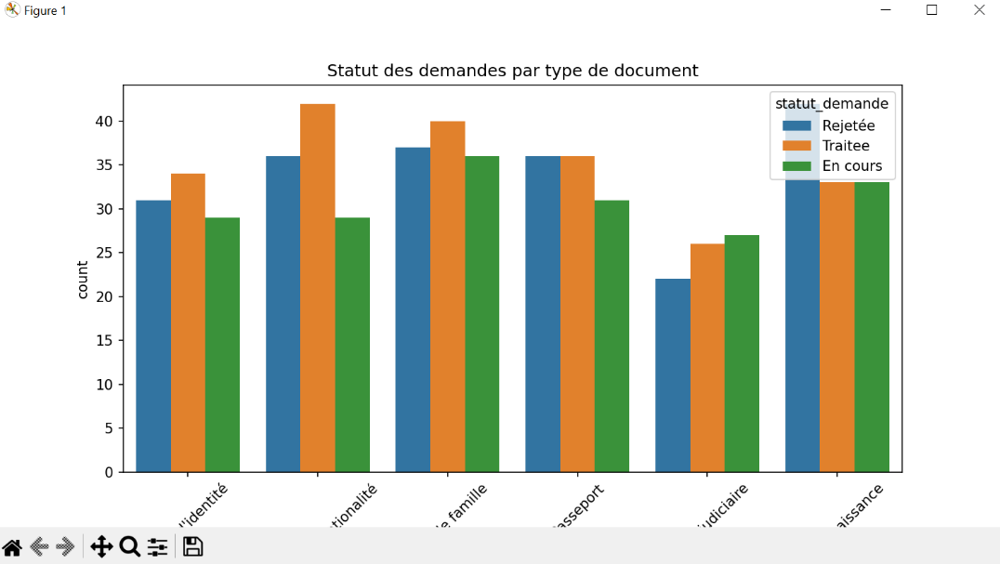 Figure 1
Statut des demandes par type de document
statut_demande
Rejetée
Traitee
En cours
count
40
35
30
25
20
15
10
5
0
l'identité
tionalité
e famille
asseport
udiciaire
aissance